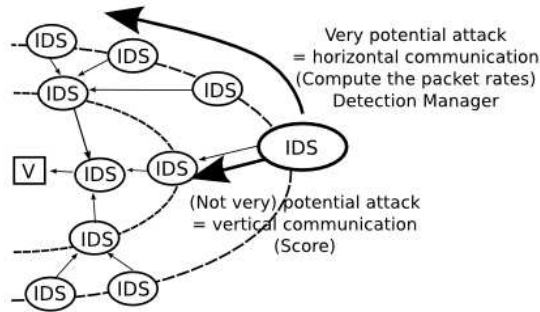 IDS
IDS
IDS
IDS
Very potential attack
= horizontal communication
(Compute the packet rates)
Detection Manager
IDS
V
IDS
IDS
(Not very) potential attack
= vertical communication
(Score)
IDS
IDS
IDS